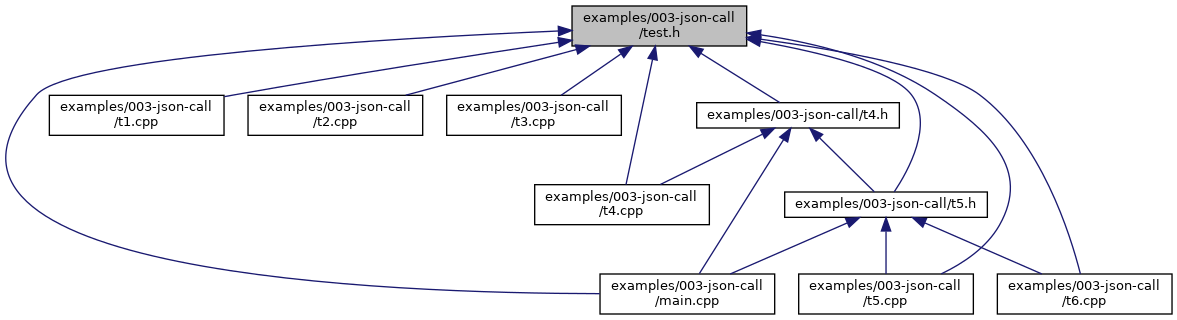 examples/003-json-call
/test.h
examples/003-json-call
/t1.cpp
examples/003-json-call
/t2.cpp
examples/003-json-call
/t3.cpp
examples/003-json-call/t4.h
examples/003-json-call
/t4.cpp
examples/003-json-call/t5.h
examples/003-json-call
/main.cpp
examples/003-json-call
/t5.cpp
examples/003-json-call
/t6.cpp